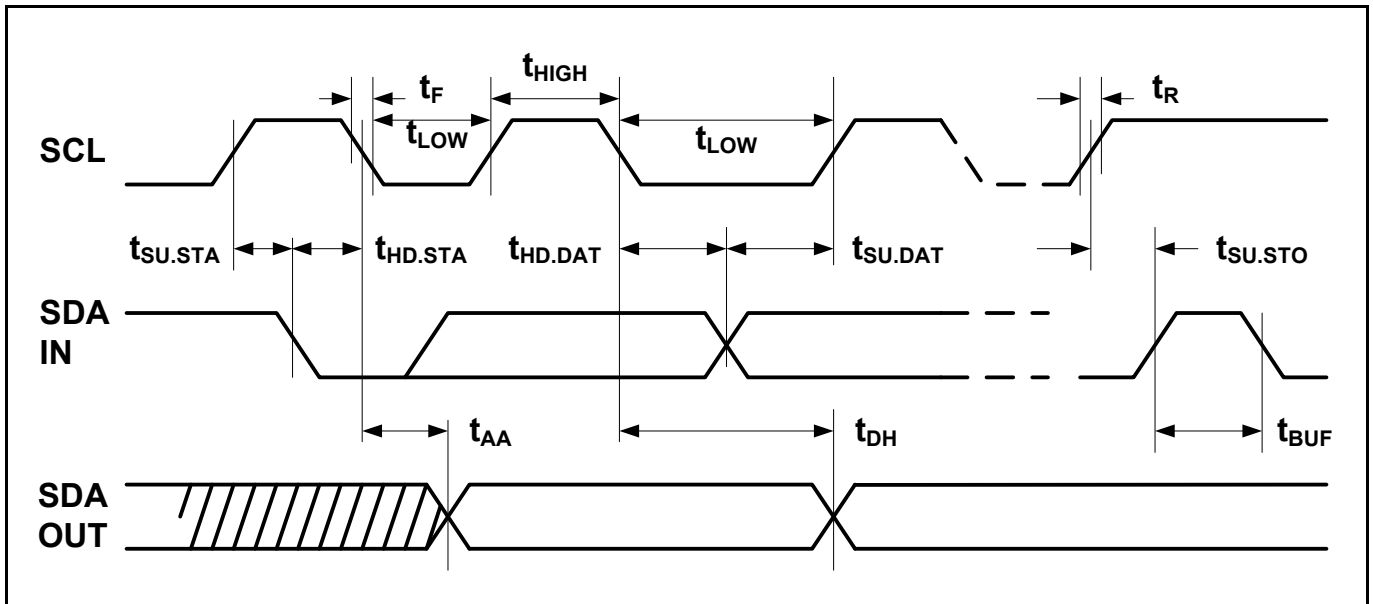 tHIGH
tF
tR
SCL
tLOW
tLOW
tSU.STA
tHD.STA
tHD.DAT
tSU.DAT
tSU.STO
SDA
IN
tAA
tDH
tBUF
SDA
OUT